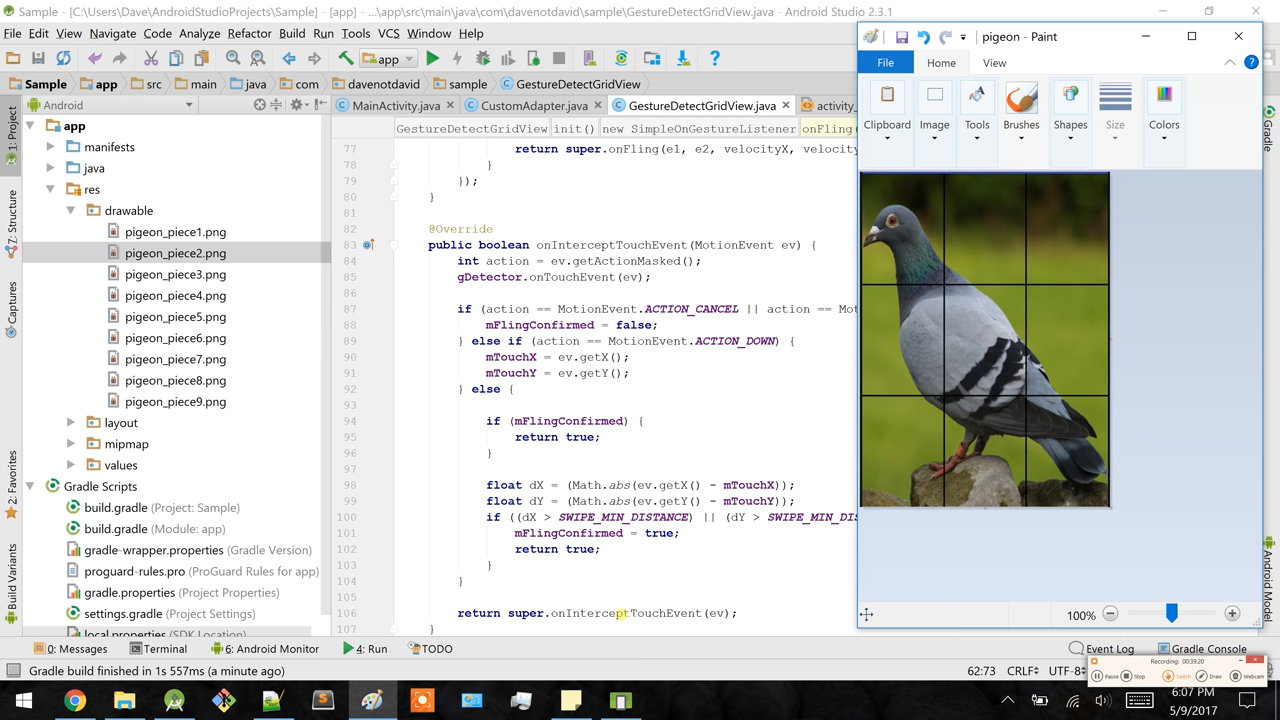 Sample - [C:\Users\Dave\AndroidStudioProjects\Sample] - [app] - ...\app\src\main\java\com\davenotdavid\sample\GestureDetectGridView.java - Android Studio 2.3.1
File Edit View Navigate Code Analyze Refactor Build Run Tools VCS Window Help
app
Sample app src main java com davenotdavid sample GestureDetectGridView
Android
MainActivity.java CustomAdapter.java GestureDetectGridView.java activity_
GestureDetectGridView init() new SimpleOnGestureListener onFling(
1: Project
7: Structure
Captures
2: Favorites
Build Variants
app
manifests
java
res
drawable
pigeon_piece1.png
pigeon_piece2.png
pigeon_piece3.png
pigeon_piece4.png
pigeon_piece5.png
pigeon_piece6.png
pigeon_piece7.png
pigeon_piece8.png
pigeon_piece9.png
layout
mipmap
values
Gradle Scripts
build.gradle (Project: Sample)
build.gradle (Module: app)
gradle-wrapper.properties (Gradle Version)
proguard-rules.pro (ProGuard Rules for app)
gradle.properties (Project Properties)
settings.gradle (Project Settings)
local.properties (SDK Location)
77 return super.onFling(e1, e2, velocityX, velocity
78 }
79 });
80 }
81
82 @Override
83 public boolean onInterceptTouchEvent(MotionEvent ev) {
84 int action = ev.getActionMasked();
85 gDetector.onTouchEvent(ev);
86
87 if (action == MotionEvent.ACTION_CANCEL || action == Mot
88 mFlingConfirmed = false;
89 } else if (action == MotionEvent.ACTION_DOWN) {
90 mTouchX = ev.getX();
91 mTouchY = ev.getY();
92 } else {
93
94 if (mFlingConfirmed) {
95 return true;
96 }
97
98 float dX = (Math.abs(ev.getX() - mTouchX));
99 float dY = (Math.abs(ev.getY() - mTouchY));
100 if ((dX > SWIPE_MIN_DISTANCE) || (dY > SWIPE_MIN_DIS
101 mFlingConfirmed = true;
102 return true;
103 }
104 }
105
106 return super.onInterceptTouchEvent(ev);
107 }
pigeon - Paint
File Home View
Clipboard Image Tools Brushes Shapes Size Colors
100%
Gradle
Android Model
0: Messages Terminal 6: Android Monitor 4: Run TODO Event Log Gradle Console
Gradle build finished in 1s 557ms (a minute ago) 62:73 CRLF UTF-8
Recording: 00:39:20
Pause Stop Switch Draw Webcam
6:07 PM
5/9/2017